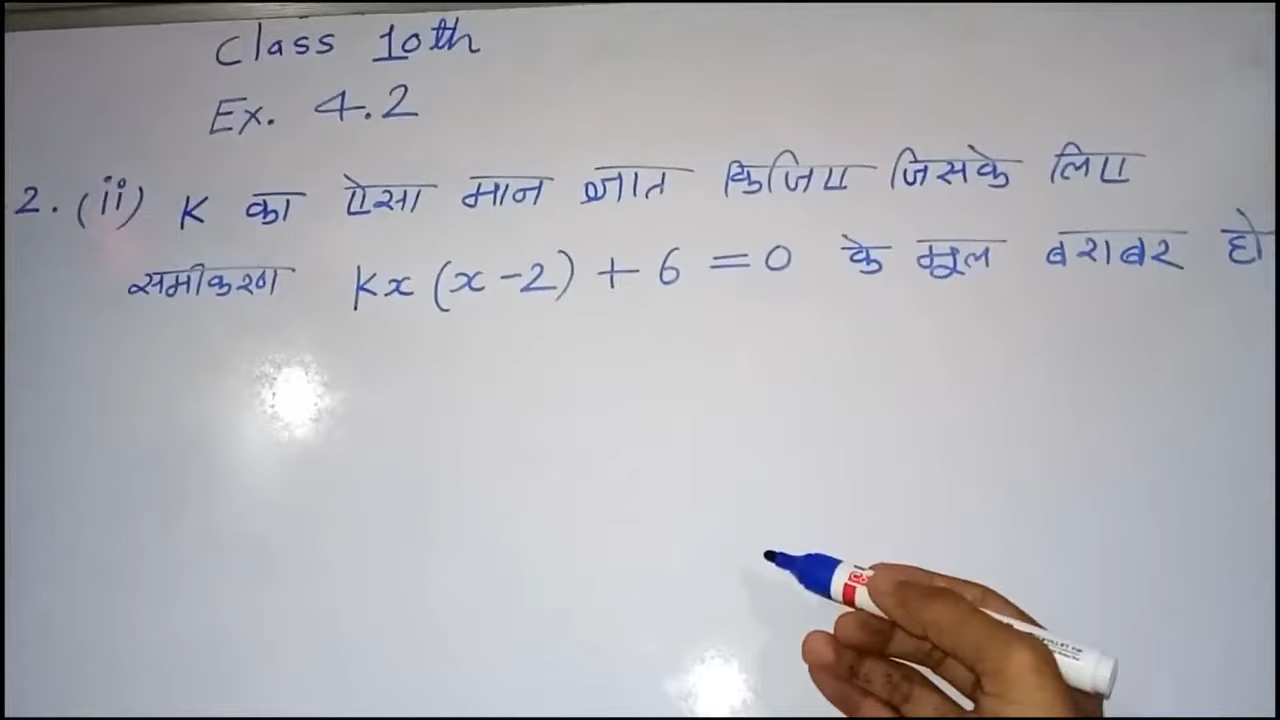 Class 10th
Ex. 4.2
2. (ii) K का ऐसा मान ज्ञात किजिए जिसके लिए
समीकरण Kx (x-2) + 6 = 0 के मूल बराबर हो